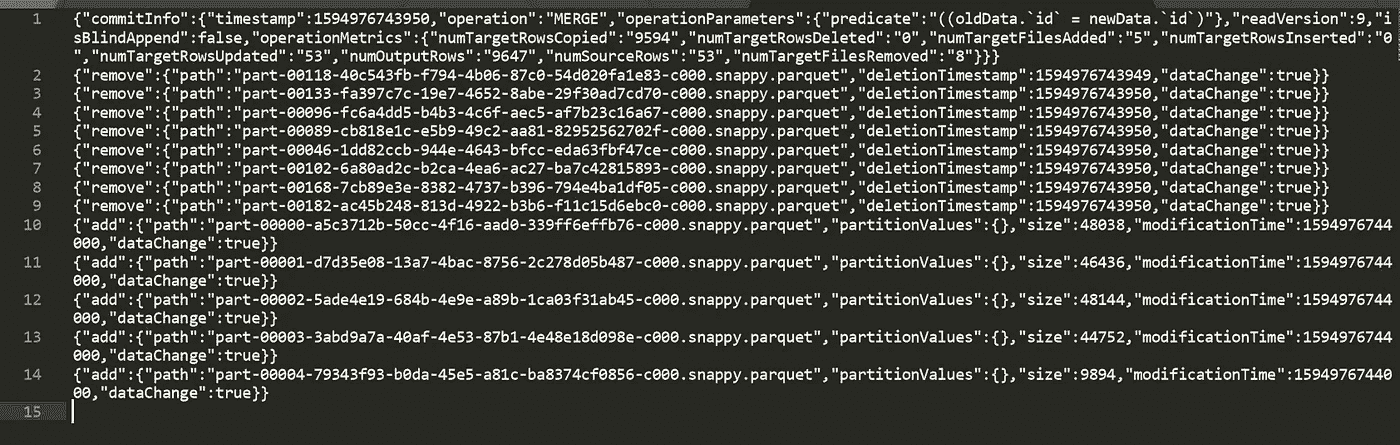 1 {"commitInfo":{"timestamp":1594976743950,"operation":"MERGE","operationParameters":{"predicate":"((oldData.`id` = newData.`id`)"},"readVersion":9,"i
sBlindAppend":false,"operationMetrics":{"numTargetRowsCopied":"9594","numTargetRowsDeleted":"0","numTargetFilesAdded":"5","numTargetRowsInserted":"0
","numTargetRowsUpdated":"53","numOutputRows":"9647","numSourceRows":"53","numTargetFilesRemoved":"8"}}}
2 {"remove":{"path":"part-00118-40c543fb-f794-4b06-87c0-54d020fa1e83-c000.snappy.parquet","deletionTimestamp":1594976743949,"dataChange":true}}
3 {"remove":{"path":"part-00133-fa397c7c-19e7-4652-8abe-29f30ad7cd70-c000.snappy.parquet","deletionTimestamp":1594976743950,"dataChange":true}}
4 {"remove":{"path":"part-00096-fc6a4dd5-b4b3-4c6f-aec5-af7b23c16a67-c000.snappy.parquet","deletionTimestamp":1594976743950,"dataChange":true}}
5 {"remove":{"path":"part-00089-cb818e1c-e5b9-49c2-aa81-82952562702f-c000.snappy.parquet","deletionTimestamp":1594976743950,"dataChange":true}}
6 {"remove":{"path":"part-00046-1dd82ccb-944e-4643-bfcc-eda63fbf47ce-c000.snappy.parquet","deletionTimestamp":1594976743950,"dataChange":true}}
7 {"remove":{"path":"part-00102-6a80ad2c-b2ca-4ea6-ac27-ba7c42815893-c000.snappy.parquet","deletionTimestamp":1594976743950,"dataChange":true}}
8 {"remove":{"path":"part-00168-7cb89e3e-8382-4737-b396-794e4ba1df05-c000.snappy.parquet","deletionTimestamp":1594976743950,"dataChange":true}}
9 {"remove":{"path":"part-00182-ac45b248-813d-4922-b3b6-f11c15d6ebc0-c000.snappy.parquet","deletionTimestamp":1594976743950,"dataChange":true}}
10 {"add":{"path":"part-00000-a5c3712b-50cc-4f16-aad0-339ff6effb76-c000.snappy.parquet","partitionValues":{},"size":48038,"modificationTime":1594976744
000,"dataChange":true}}
11 {"add":{"path":"part-00001-d7d35e08-13a7-4bac-8756-2c278d05b487-c000.snappy.parquet","partitionValues":{},"size":46436,"modificationTime":1594976744
000,"dataChange":true}}
12 {"add":{"path":"part-00002-5ade4e19-684b-4e9e-a89b-1ca03f31ab45-c000.snappy.parquet","partitionValues":{},"size":48144,"modificationTime":1594976744
000,"dataChange":true}}
13 {"add":{"path":"part-00003-3abd9a7a-40af-4e53-87b1-4e48e18d098e-c000.snappy.parquet","partitionValues":{},"size":44752,"modificationTime":1594976744
000,"dataChange":true}}
14 {"add":{"path":"part-00004-79343f93-b0da-45e5-a81c-ba8374cf0856-c000.snappy.parquet","partitionValues":{},"size":9894,"modificationTime":15949767440
00,"dataChange":true}}
15